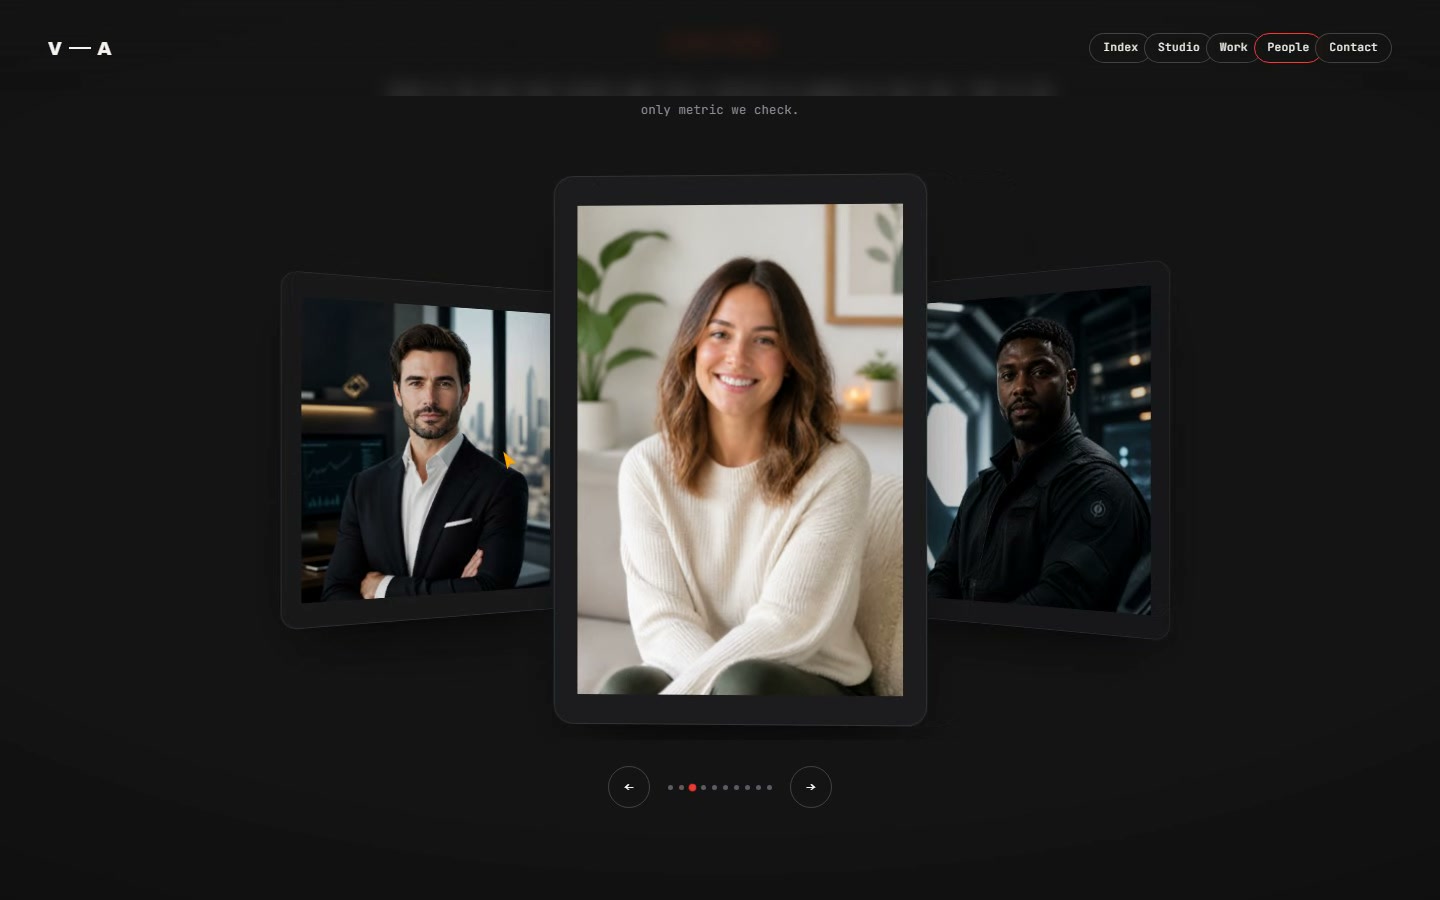 V — A
Index Studio Work People Contact
only metric we check.
← →